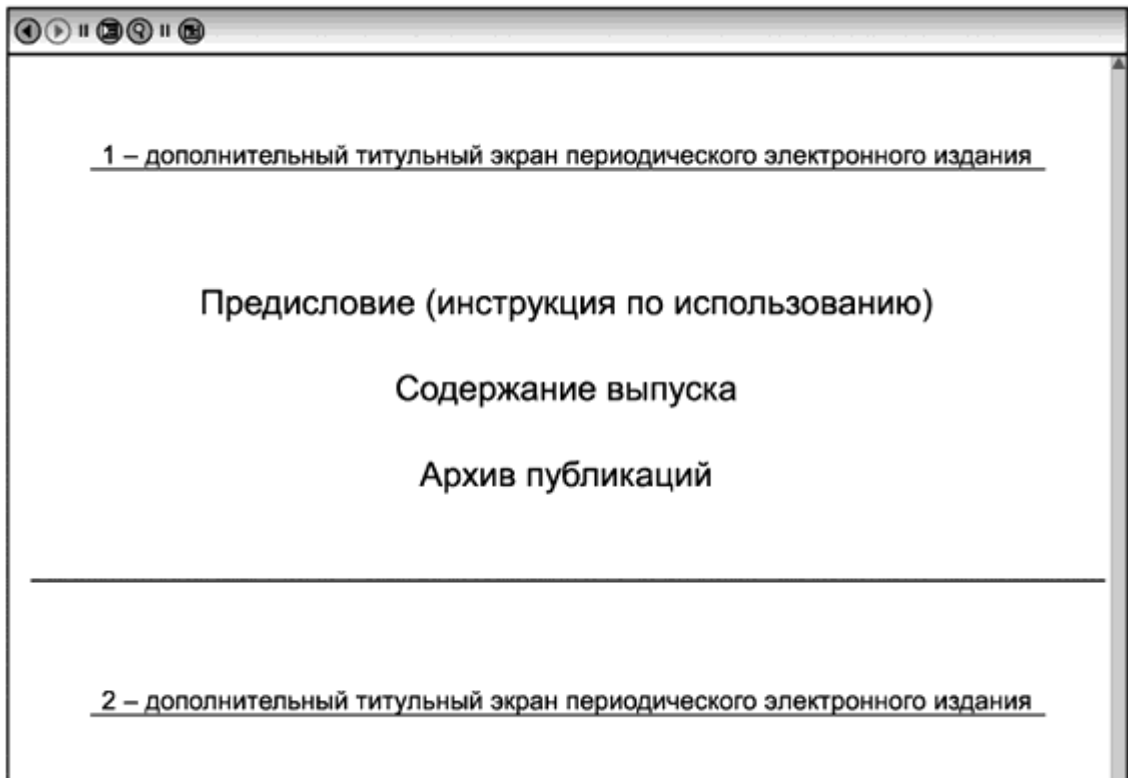 1 – дополнительный титульный экран периодического электронного издания
Предисловие (инструкция по использованию)
Содержание выпуска
Архив публикаций
2 – дополнительный титульный экран периодического электронного издания